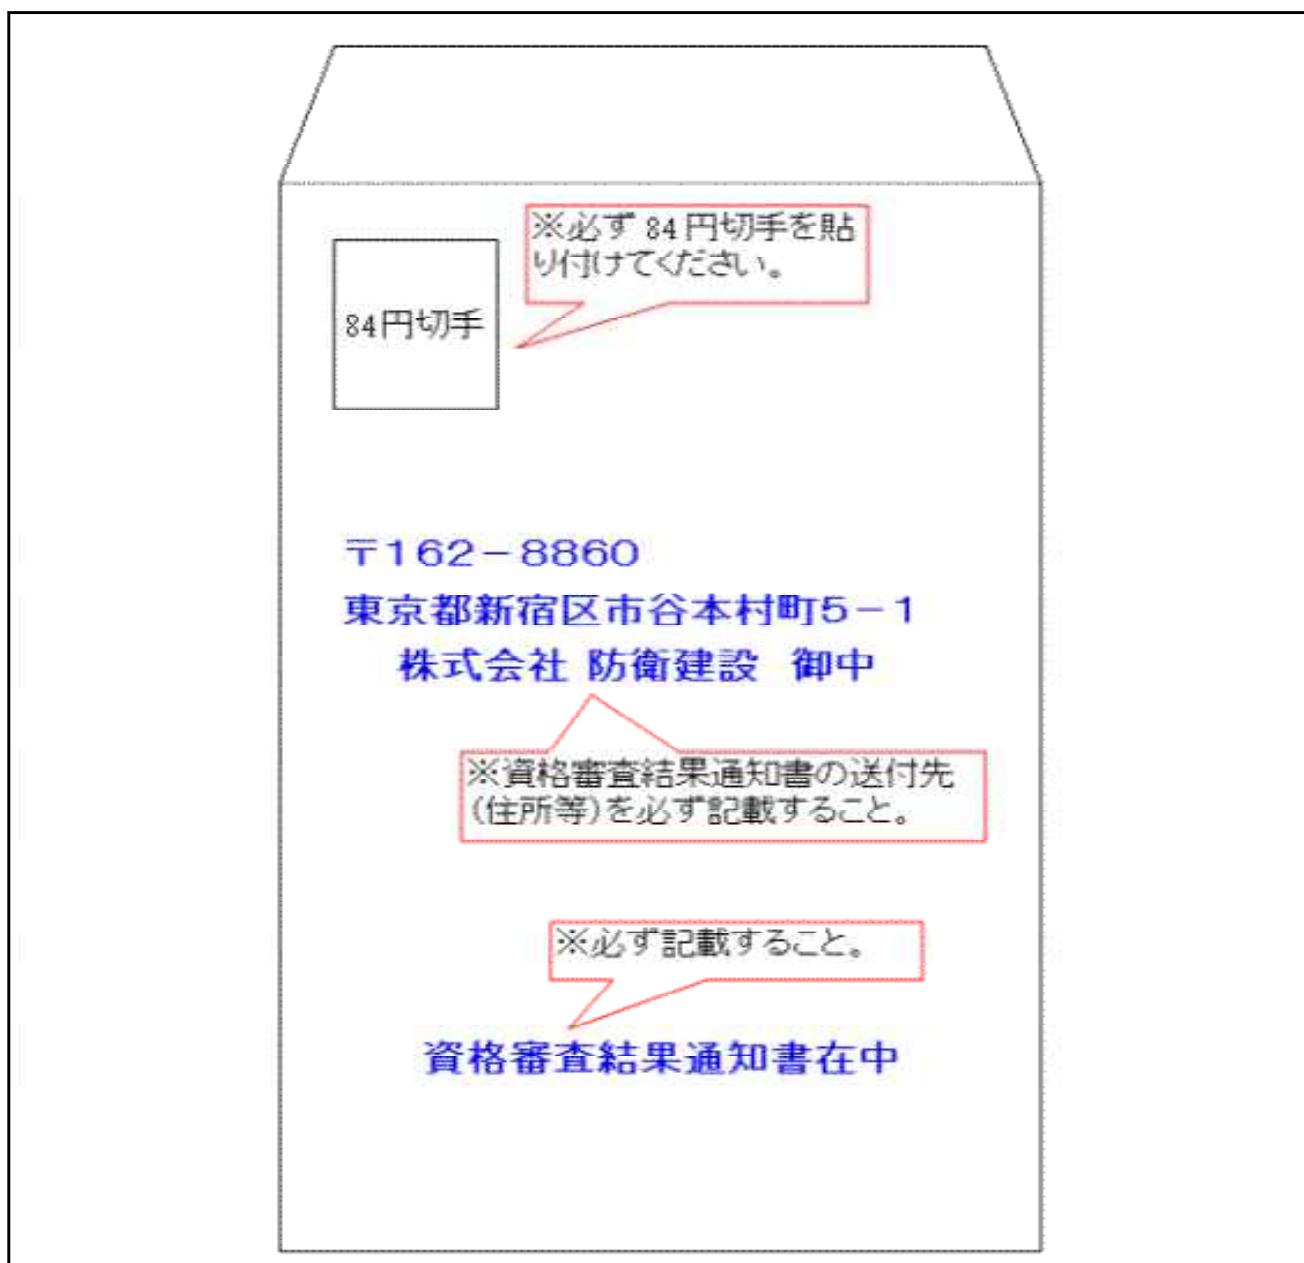 ※必ず 84 円切手を貼
り付けてください。
84円切手
〒162－8860
東京都新宿区市谷本村町5－1
株式会社 防衛建設　御中
※資格審査結果通知書の送付先
(住所等)を必ず記載すること。
※必ず記載すること。
資格審査結果通知書在中